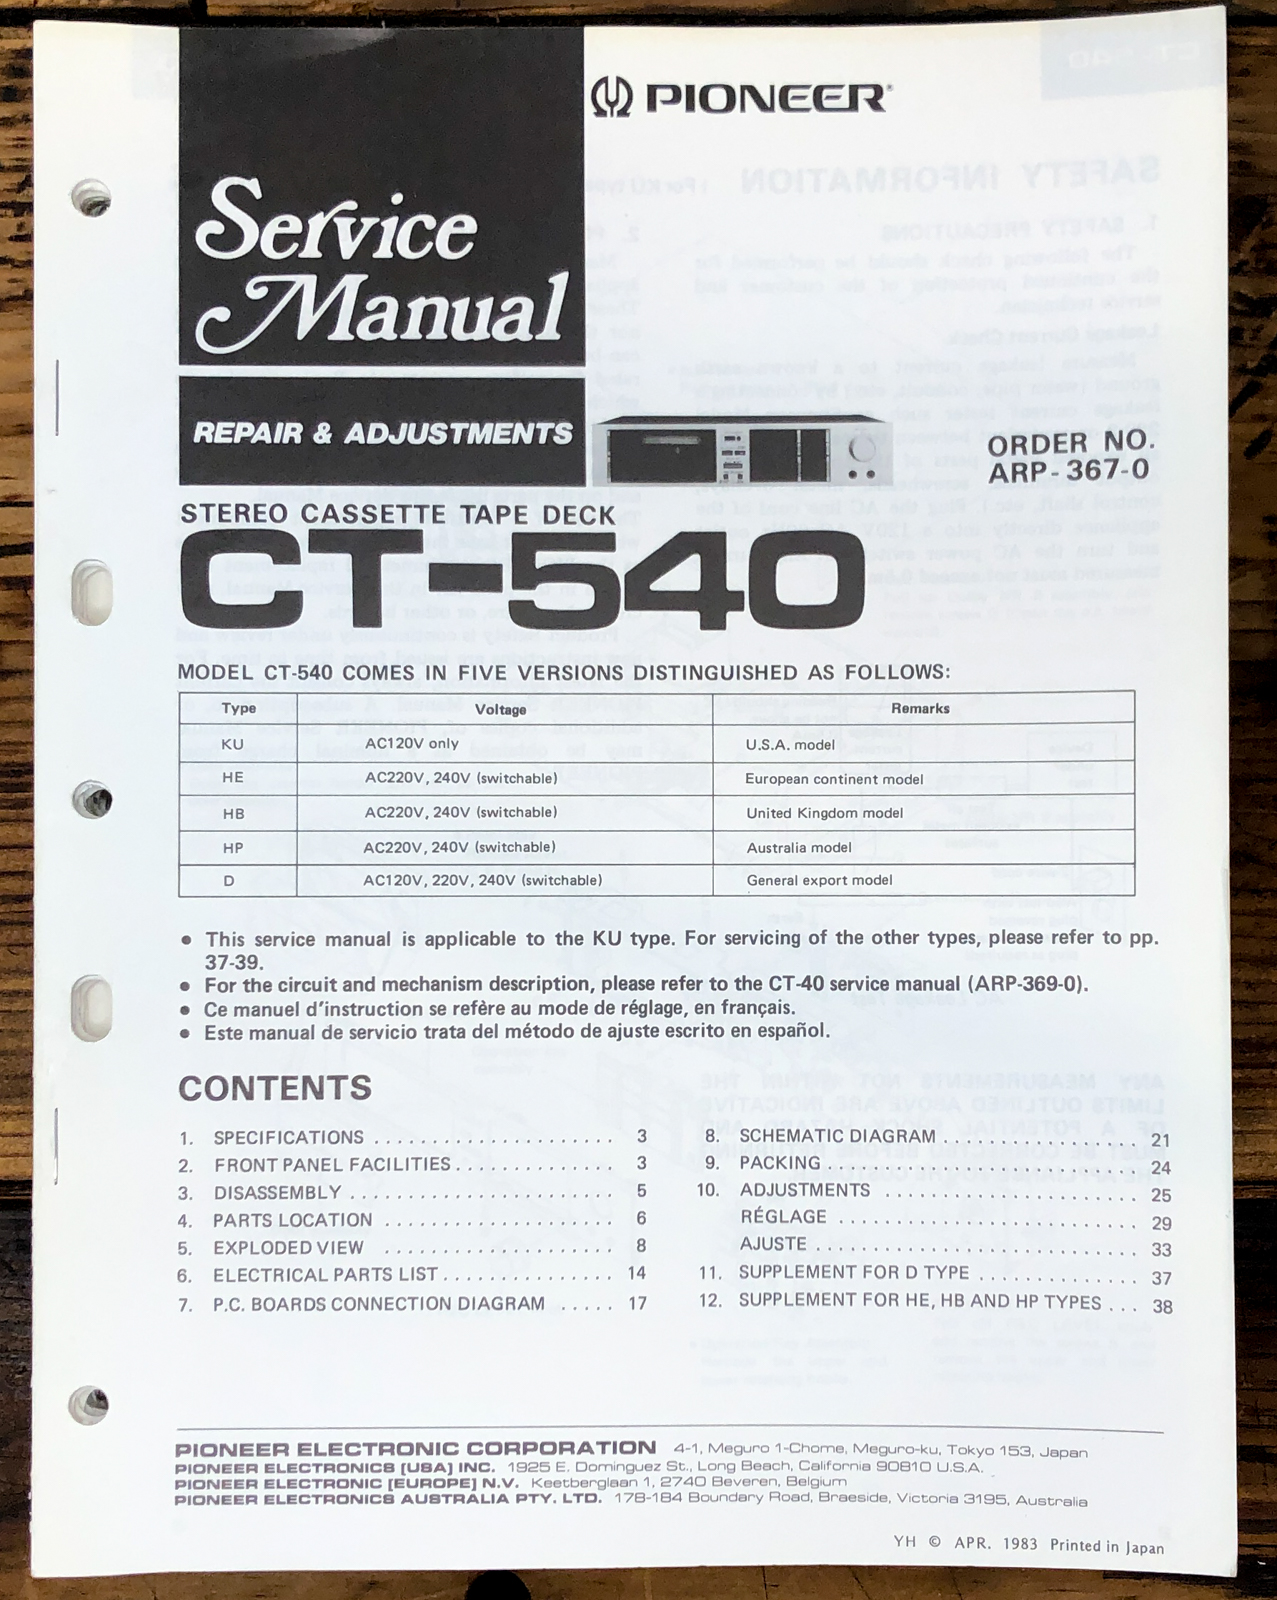 PIONEER
Service
Manual
REPAIR & ADJUSTMENTS
ORDER NO.
ARP-367-0
STEREO CASSETTE TAPE DECK
CT-540
MODEL CT-540 COMES IN FIVE VERSIONS DISTINGUISHED AS FOLLOWS:
Type Voltage Remarks
KU AC120V only U.S.A. model
HE AC220V, 240V (switchable) European continent model
HB AC220V, 240V (switchable) United Kingdom model
HP AC220V, 240V (switchable) Australia model
D AC120V, 220V, 240V (switchable) General export model
● This service manual is applicable to the KU type. For servicing of the other types, please refer to pp.
37-39.
● For the circuit and mechanism description, please refer to the CT-40 service manual (ARP-369-0).
● Ce manuel d'instruction se refère au mode de réglage, en français.
● Este manual de servicio trata del método de ajuste escrito en español.
CONTENTS
1. SPECIFICATIONS . . . . . . . . . . . . . . . . . . . . 3
2. FRONT PANEL FACILITIES . . . . . . . . . . . . . 3
3. DISASSEMBLY . . . . . . . . . . . . . . . . . . . . . . 5
4. PARTS LOCATION . . . . . . . . . . . . . . . . . . . 6
5. EXPLODED VIEW . . . . . . . . . . . . . . . . . . . 8
6. ELECTRICAL PARTS LIST . . . . . . . . . . . . . . 14
7. P.C. BOARDS CONNECTION DIAGRAM . . . . . 17
8. SCHEMATIC DIAGRAM . . . . . . . . . . . . . . . . 21
9. PACKING . . . . . . . . . . . . . . . . . . . . . . . . . . 24
10. ADJUSTMENTS . . . . . . . . . . . . . . . . . . . . . 25
RÉGLAGE . . . . . . . . . . . . . . . . . . . . . . . . . 29
AJUSTE . . . . . . . . . . . . . . . . . . . . . . . . . . . 33
11. SUPPLEMENT FOR D TYPE . . . . . . . . . . . . . 37
12. SUPPLEMENT FOR HE, HB AND HP TYPES . . . 38
PIONEER ELECTRONIC CORPORATION 4-1, Meguro 1-Chome, Meguro-ku, Tokyo 153, Japan
PIONEER ELECTRONICS [USA] INC. 1925 E. Dominguez St., Long Beach, California 90810 U.S.A.
PIONEER ELECTRONIC [EUROPE] N.V. Keetberglaan 1, 2740 Beveren, Belgium
PIONEER ELECTRONICS AUSTRALIA PTY. LTD. 178-184 Boundary Road, Braeside, Victoria 3195, Australia
YH © APR. 1983 Printed in Japan